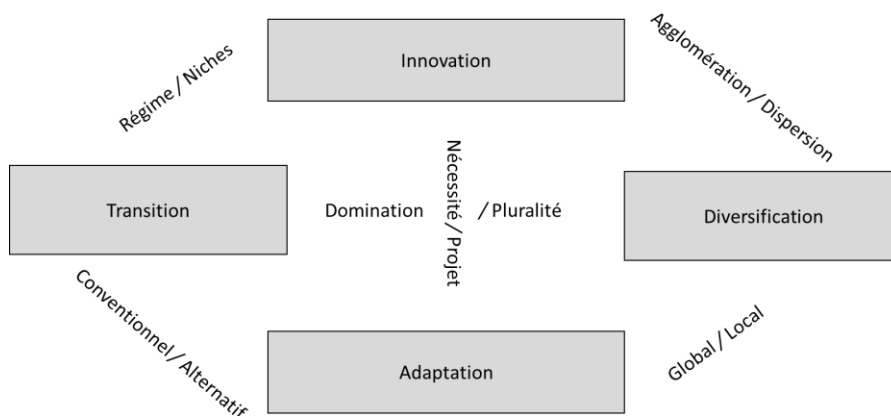 Innovation
Régime / Niches
Agglomération / Dispersion
Nécessité / Projet
Transition
Domination
/ Pluralité
Diversification
Conventionnel / Alternatif
Global / Local
Adaptation